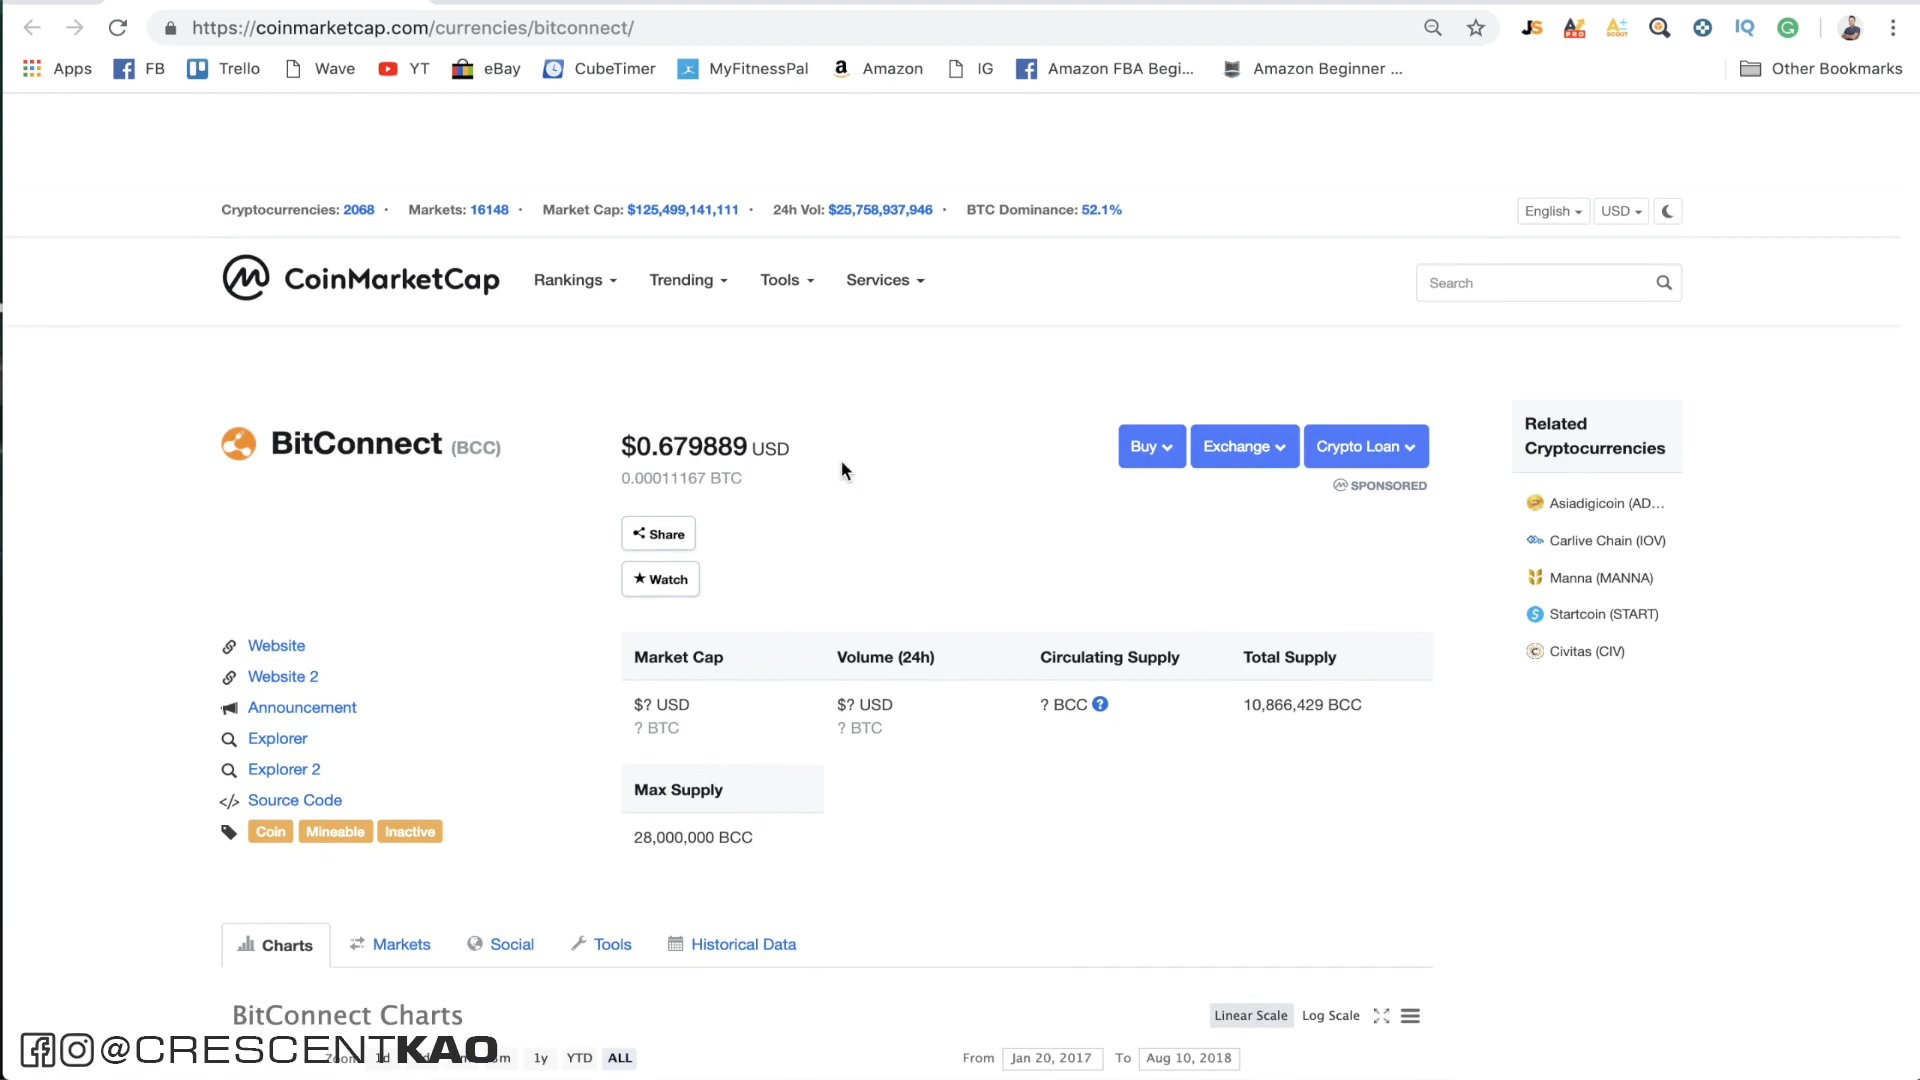 https://coinmarketcap.com/currencies/bitconnect/
JS PRO SCOUT IQ G
Apps FB Trello Wave YT eBay CubeTimer MyFitnessPal a Amazon IG Amazon FBA Begi... Amazon Beginner ... Other Bookmarks
Cryptocurrencies: 2068 • Markets: 16148 • Market Cap: $125,499,141,111 • 24h Vol: $25,758,937,946 • BTC Dominance: 52.1%
English USD
CoinMarketCap Rankings Trending Tools Services Search
BitConnect (BCC)
$0.679889 USD
0.00011167 BTC
Buy Exchange Crypto Loan
SPONSORED
Share
Watch
Related
Cryptocurrencies
Asiadigicoin (AD...
Carlive Chain (IOV)
Manna (MANNA)
Startcoin (START)
Civitas (CIV)
Website
Website 2
Announcement
Explorer
Explorer 2
Source Code
Coin Mineable Inactive
Market Cap Volume (24h) Circulating Supply Total Supply
$? USD $? USD ? BCC ? 10,866,429 BCC
? BTC ? BTC
Max Supply
28,000,000 BCC
Charts Markets Social Tools Historical Data
BitConnect Charts
Linear Scale Log Scale
1y YTD ALL
From Jan 20, 2017 To Aug 10, 2018
@CRESCENTKAO